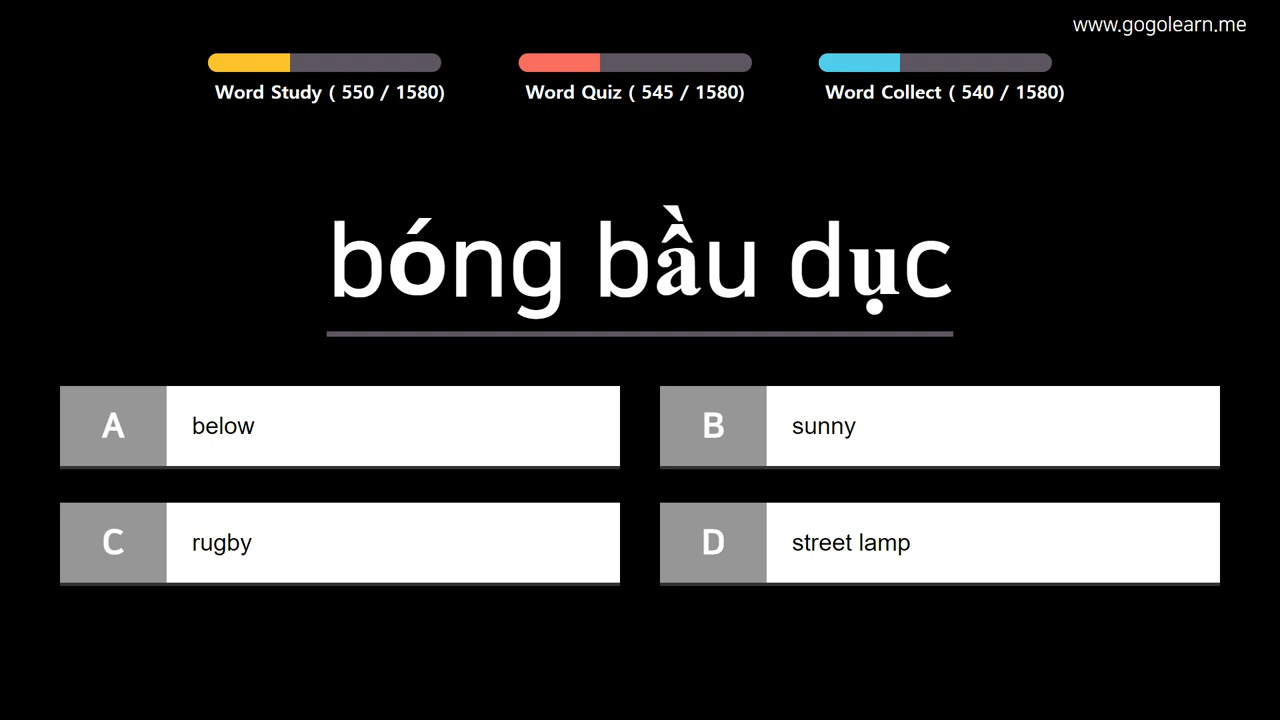 www.gogolearn.me
Word Study ( 550 / 1580)
Word Quiz ( 545 / 1580)
Word Collect ( 540 / 1580)
bóng bầu dục
A below
B sunny
C rugby
D street lamp